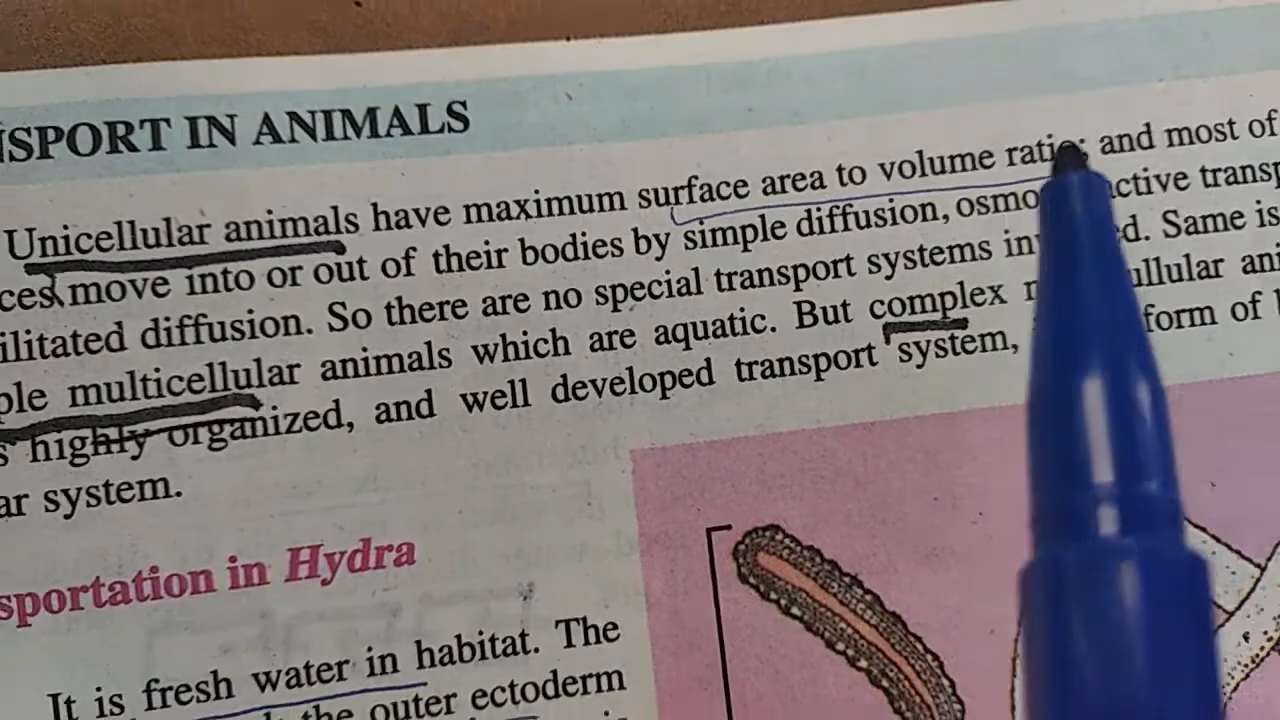 NSPORT IN ANIMALS
Unicellular animals have maximum surface area to volume ratio; and most of
ces move into or out of their bodies by simple diffusion, osmo active transp
ilitated diffusion. So there are no special transport systems in d. Same is
ple multicellular animals which are aquatic. But complex ullular ani
s highly organized, and well developed transport system, form of
ar system.
sportation in Hydra
It is fresh water in habitat. The
the outer ectoderm